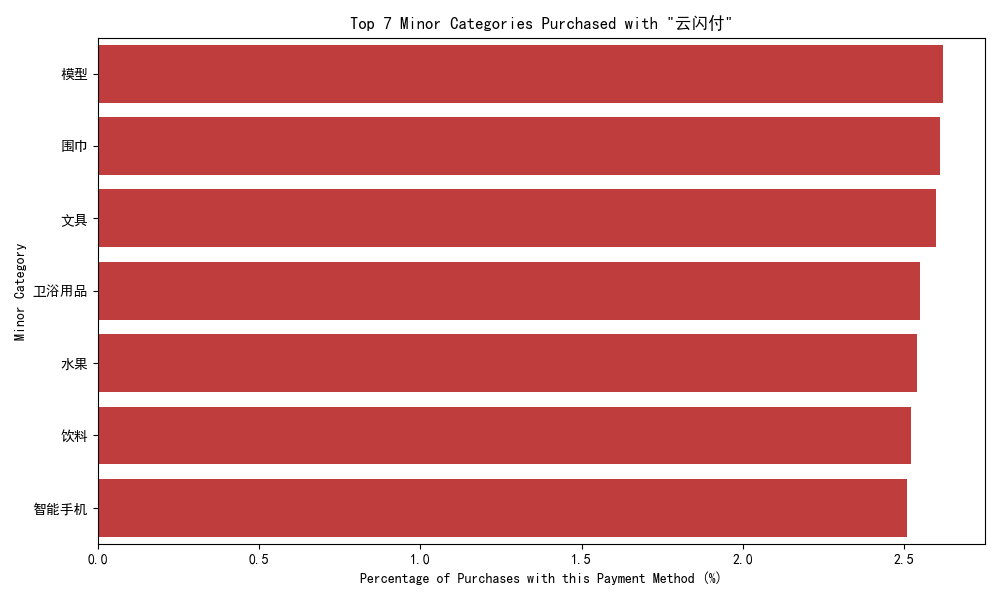 Top 7 Minor Categories Purchased with "云闪付"
Minor Category
模型
围巾
文具
卫浴用品
水果
饮料
智能手机
0.0 0.5 1.0 1.5 2.0 2.5
Percentage of Purchases with this Payment Method (%)